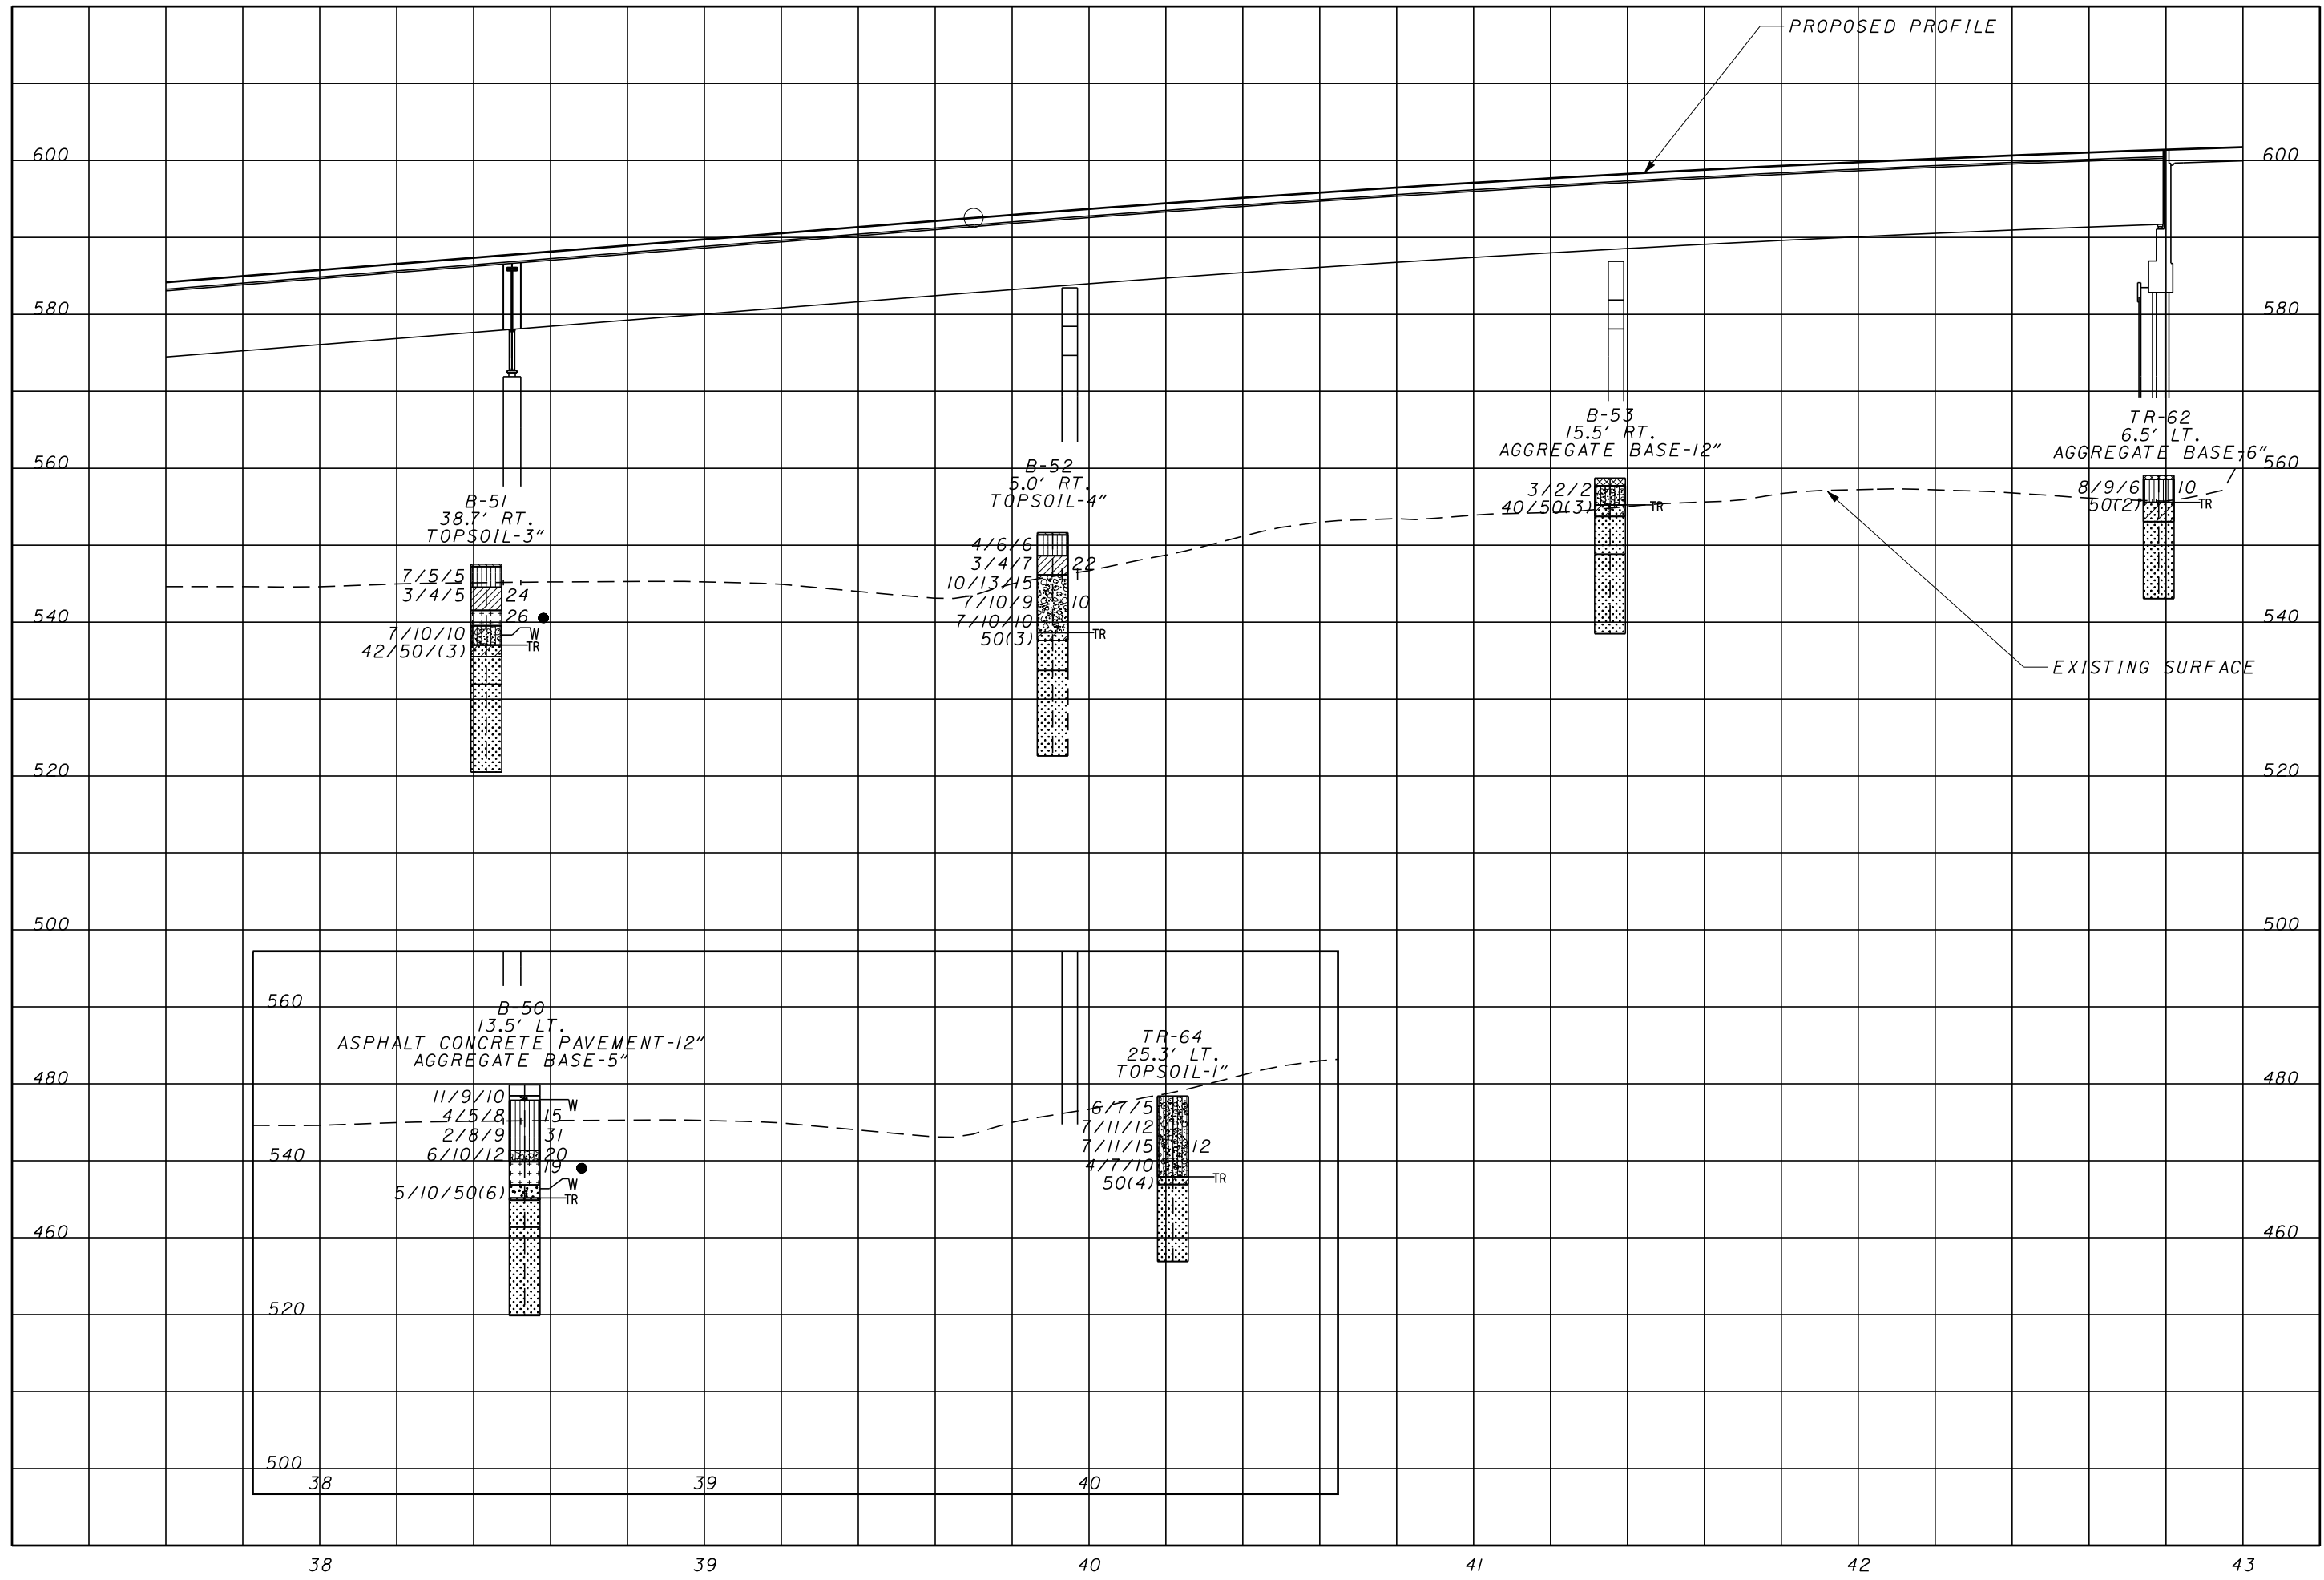 PROPOSED PROFILE
600
600
580
580
B-53
15.5' RT.
AGGREGATE BASE-12"
TR-62
6.5' LT.
AGGREGATE BASE-6"
560
560
B-52
5.0' RT.
TOPSOIL-4"
B-51
38.7' RT.
TOPSOIL-3"
3/2/2
40/50(3)
TR
8/9/6
10
50(2)
TR
4/6/6
3/4/7
22
10/13/15
7/10/9
10
7/10/10
50(3)
TR
7/5/5
3/4/5
24
26
7/10/10
W
42/50/(3)
TR
540
540
EXISTING SURFACE
520
520
500
500
560
B-50
13.5' LT.
ASPHALT CONCRETE PAVEMENT-12"
AGGREGATE BASE-5"
TR-64
25.3' LT.
TOPSOIL-1"
480
480
11/9/10
W
4/5/8
15
2/8/9
31
6/10/12
20
19
W
5/10/50(6)
TR
6/7/5
7/11/12
7/11/15
12
4/7/10
50(4)
TR
540
460
460
520
500
38
39
40
38
39
40
41
42
43